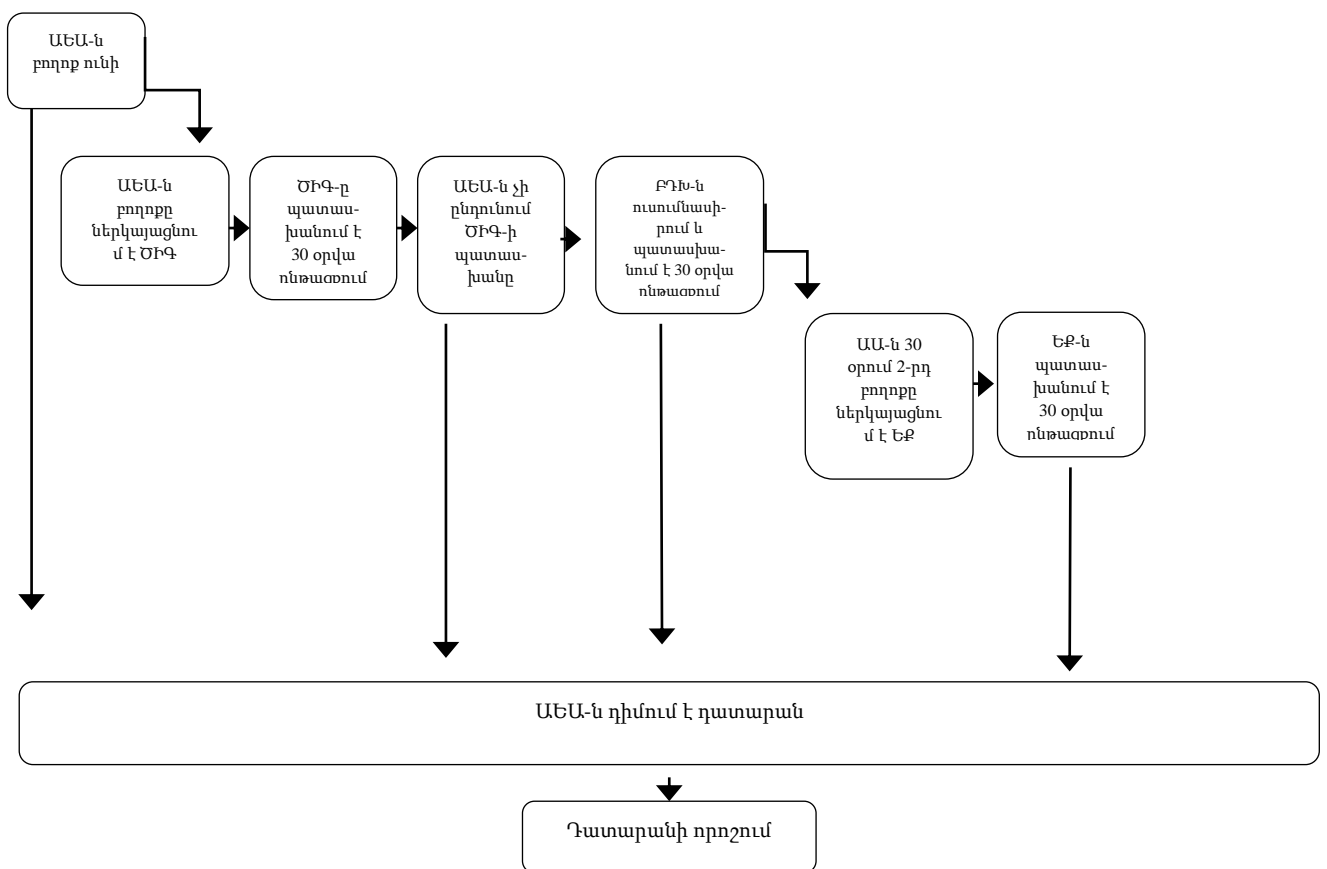 ԱԵԱ-ն
բողոք ունի
ԱԵԱ-ն
բողոքը
ներկայացնու
մ է ԾԻԳ
ԾԻԳ-ը
պատաս-
խանում է
30 օրվա
ընթացքում
ԱԵԱ-ն չի
ընդունում
ԾԻԳ-ի
պատաս-
խանը
ԲԴԽ-ն
ուսումնասի-
րում և
պատասխա-
նում է 30 օրվա
ընթացքում
ԱԱ-ն 30
օրում 2-րդ
բողոքը
ներկայացնու
մ է ԵՔ
ԵՔ-ն
պատաս-
խանում է
30 օրվա
ընթացքում
ԱԵԱ-ն դիմում է դատարան
Դատարանի որոշում